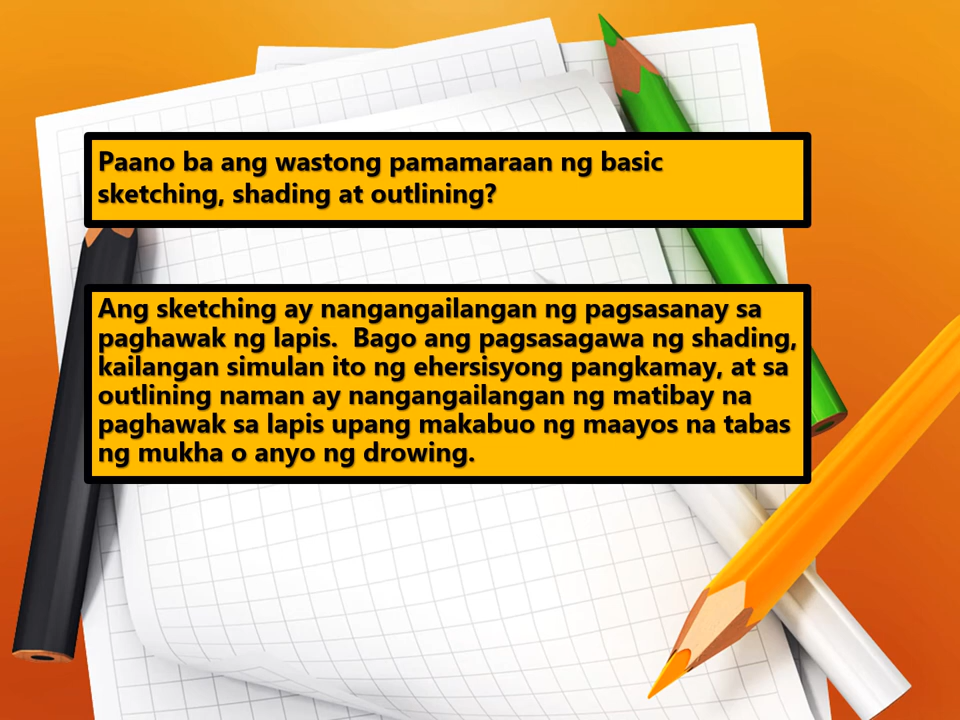 Paano ba ang wastong pamamaraan ng basic
sketching, shading at outlining?
Ang sketching ay nangangailangan ng pagsasanay sa
paghawak ng lapis. Bago ang pagsasagawa ng shading,
kailangan simulan ito ng ehersisyong pangkamay, at sa
outlining naman ay nangangailangan ng matibay na
paghawak sa lapis upang makabuo ng maayos na tabas
ng mukha o anyo ng drowing.